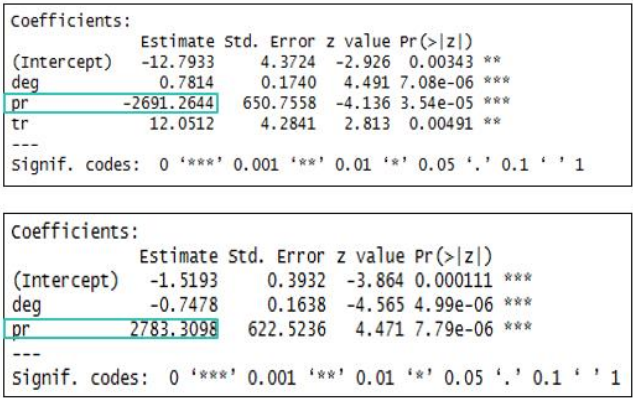 Coefficients:
Estimate Std. Error z value Pr(>|z|)
(Intercept) -12.7933 4.3724 -2.926 0.00343 **
deg 0.7814 0.1740 4.491 7.08e-06 ***
pr -2691.2644 650.7558 -4.136 3.54e-05 ***
tr 12.0512 4.2841 2.813 0.00491 **
---
Signif. codes: 0 ‘***’ 0.001 ‘**’ 0.01 ‘*’ 0.05 ‘.’ 0.1 ‘ ’ 1
Coefficients:
Estimate Std. Error z value Pr(>|z|)
(Intercept) -1.5193 0.3932 -3.864 0.000111 ***
deg -0.7478 0.1638 -4.565 4.99e-06 ***
pr 2783.3098 622.5236 4.471 7.79e-06 ***
---
Signif. codes: 0 ‘***’ 0.001 ‘**’ 0.01 ‘*’ 0.05 ‘.’ 0.1 ‘ ’ 1